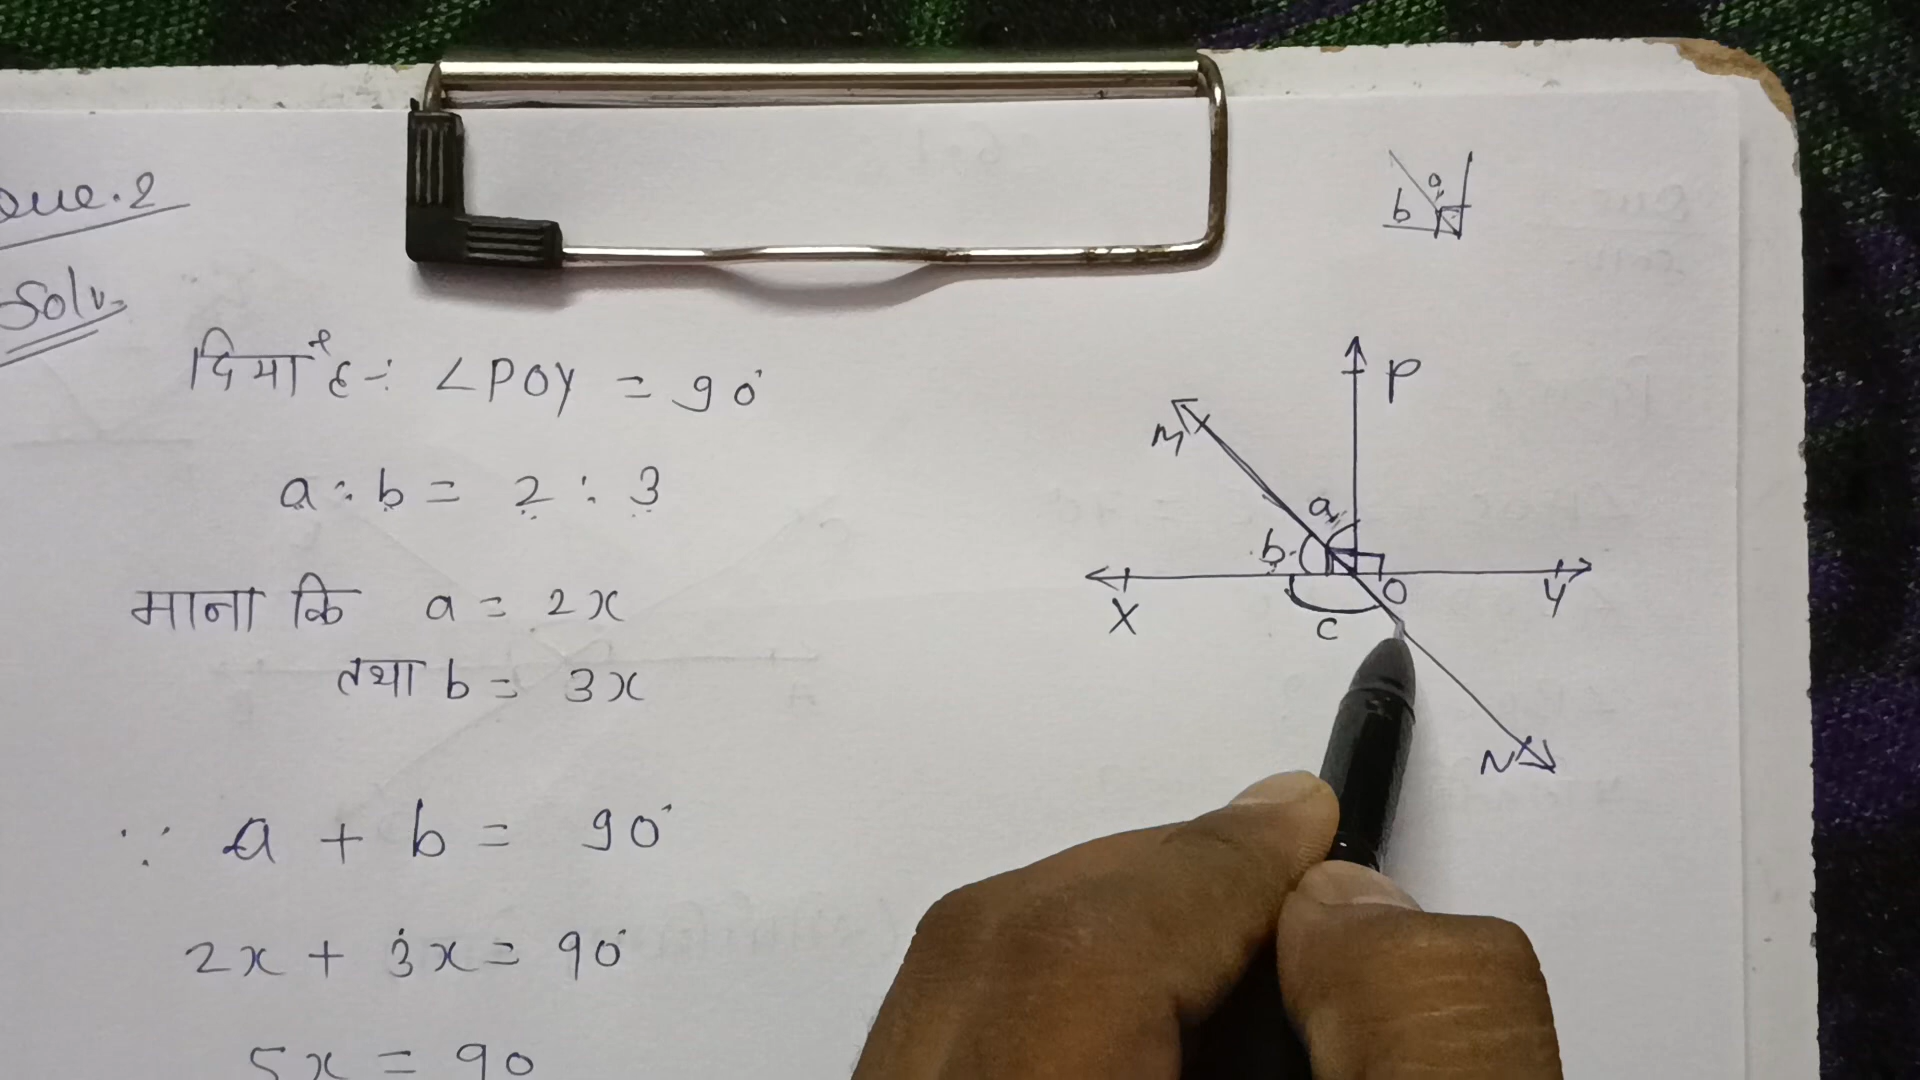 Que.2
Solv.
दिया है :- ∠POY = 90°
a : b = 2 : 3
माना कि a = 2x
तथा b = 3x
∵ a + b = 90°
2x + 3x = 90°
5x = 90
a
b
P
M
a
b
X
O
Y
c
N